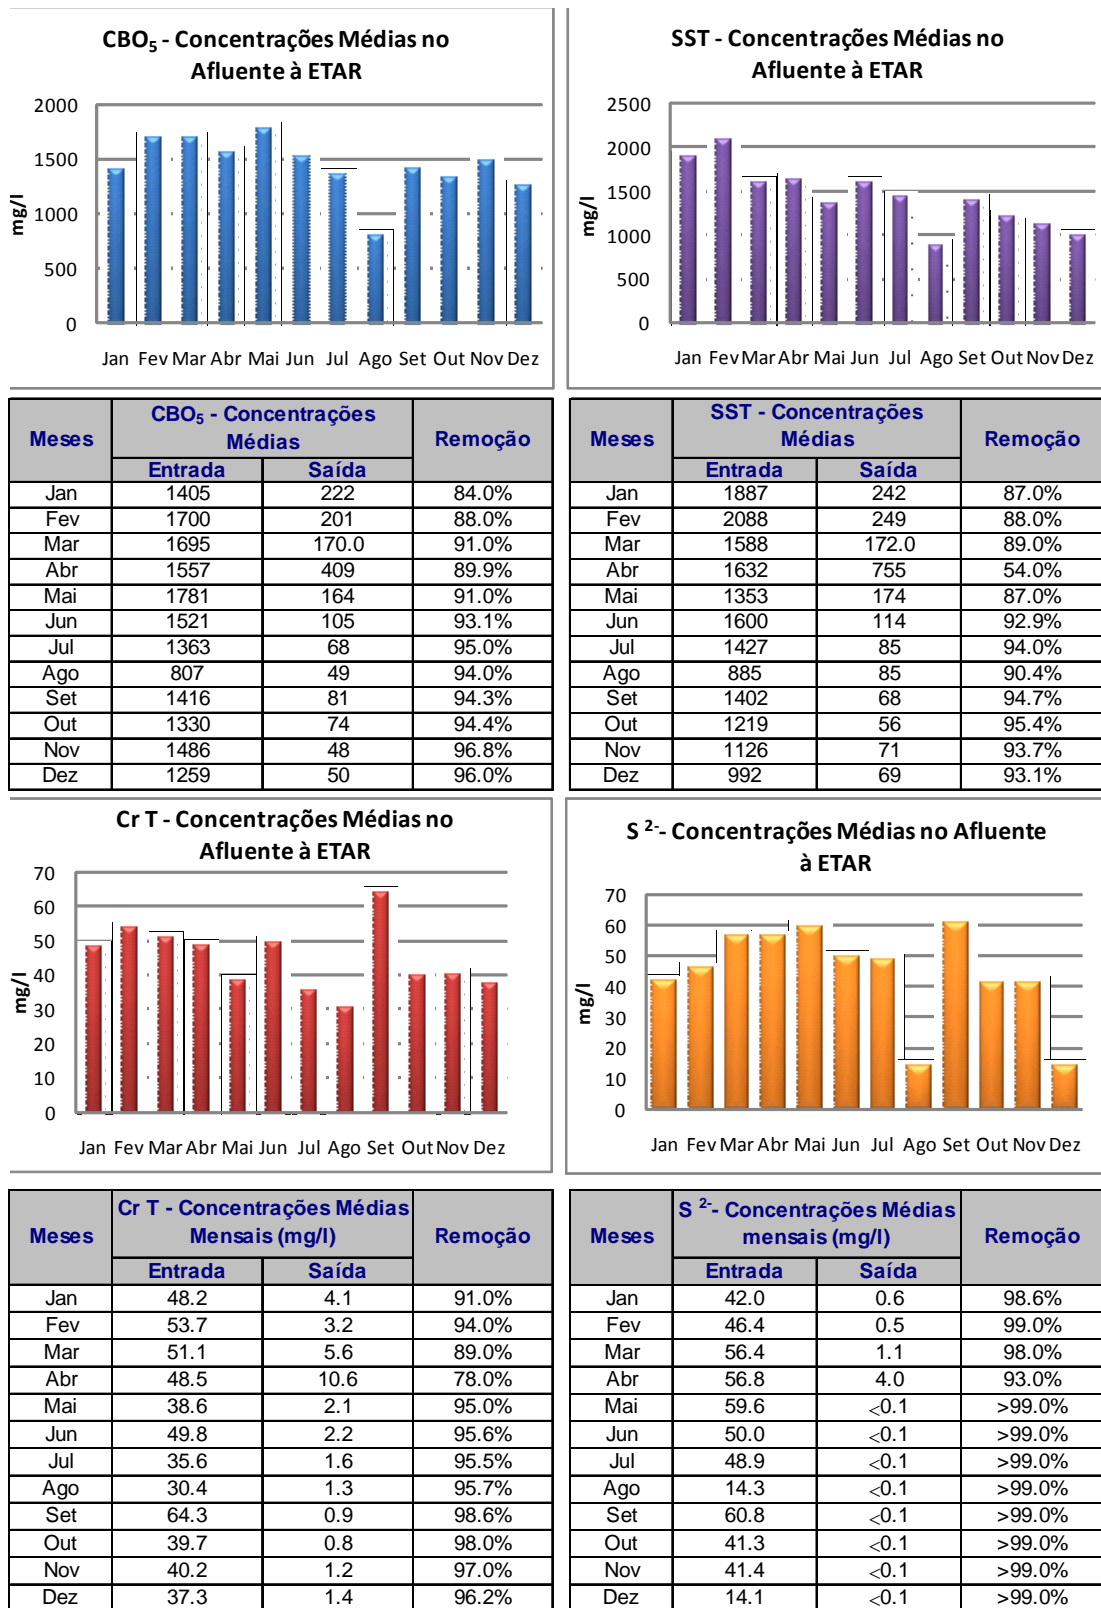 CBO₅ - Concentrações Médias no
Afluente à ETAR
2000
1500
1000
500
0
mg/l
Jan Fev Mar Abr Mai Jun Jul Ago Set Out Nov Dez
SST - Concentrações Médias no
Afluente à ETAR
2500
2000
1500
1000
500
0
mg/l
Jan Fev Mar Abr Mai Jun Jul Ago Set Out Nov Dez
Meses CBO₅ - Concentrações Médias Remoção
Entrada Saída
Jan 1405 222 84.0%
Fev 1700 201 88.0%
Mar 1695 170.0 91.0%
Abr 1557 409 89.9%
Mai 1781 164 91.0%
Jun 1521 105 93.1%
Jul 1363 68 95.0%
Ago 807 49 94.0%
Set 1416 81 94.3%
Out 1330 74 94.4%
Nov 1486 48 96.8%
Dez 1259 50 96.0%
Meses SST - Concentrações Médias Remoção
Entrada Saída
Jan 1887 242 87.0%
Fev 2088 249 88.0%
Mar 1588 172.0 89.0%
Abr 1632 755 54.0%
Mai 1353 174 87.0%
Jun 1600 114 92.9%
Jul 1427 85 94.0%
Ago 885 85 90.4%
Set 1402 68 94.7%
Out 1219 56 95.4%
Nov 1126 71 93.7%
Dez 992 69 93.1%
Cr T - Concentrações Médias no
Afluente à ETAR
70
60
50
40
30
20
10
0
mg/l
Jan Fev Mar Abr Mai Jun Jul Ago Set Out Nov Dez
S ²⁻- Concentrações Médias no Afluente
à ETAR
70
60
50
40
30
20
10
0
mg/l
Jan Fev Mar Abr Mai Jun Jul Ago Set Out Nov Dez
Meses Cr T - Concentrações Médias Mensais (mg/l) Remoção
Entrada Saída
Jan 48.2 4.1 91.0%
Fev 53.7 3.2 94.0%
Mar 51.1 5.6 89.0%
Abr 48.5 10.6 78.0%
Mai 38.6 2.1 95.0%
Jun 49.8 2.2 95.6%
Jul 35.6 1.6 95.5%
Ago 30.4 1.3 95.7%
Set 64.3 0.9 98.6%
Out 39.7 0.8 98.0%
Nov 40.2 1.2 97.0%
Dez 37.3 1.4 96.2%
Meses S ²⁻- Concentrações Médias mensais (mg/l) Remoção
Entrada Saída
Jan 42.0 0.6 98.6%
Fev 46.4 0.5 99.0%
Mar 56.4 1.1 98.0%
Abr 56.8 4.0 93.0%
Mai 59.6 <0.1 >99.0%
Jun 50.0 <0.1 >99.0%
Jul 48.9 <0.1 >99.0%
Ago 14.3 <0.1 >99.0%
Set 60.8 <0.1 >99.0%
Out 41.3 <0.1 >99.0%
Nov 41.4 <0.1 >99.0%
Dez 14.1 <0.1 >99.0%